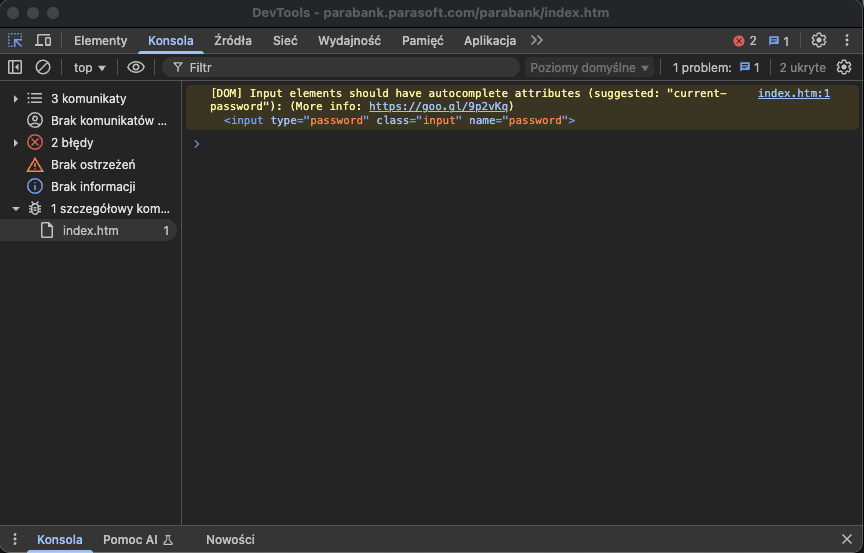 DevTools - parabank.parasoft.com/parabank/index.htm
Elementy Konsola Źródła Sieć Wydajność Pamięć Aplikacja 2 1
top Filtr Poziomy domyślne 1 problem: 1 2 ukryte
3 komunikaty
Brak komunikatów ...
2 błędy
Brak ostrzeżeń
Brak informacji
1 szczegółowy kom...
index.htm 1
[DOM] Input elements should have autocomplete attributes (suggested: "current- index.htm:1
password"): (More info: https://goo.gl/9p2vKq)
<input type="password" class="input" name="password">
Konsola Pomoc AI Nowości